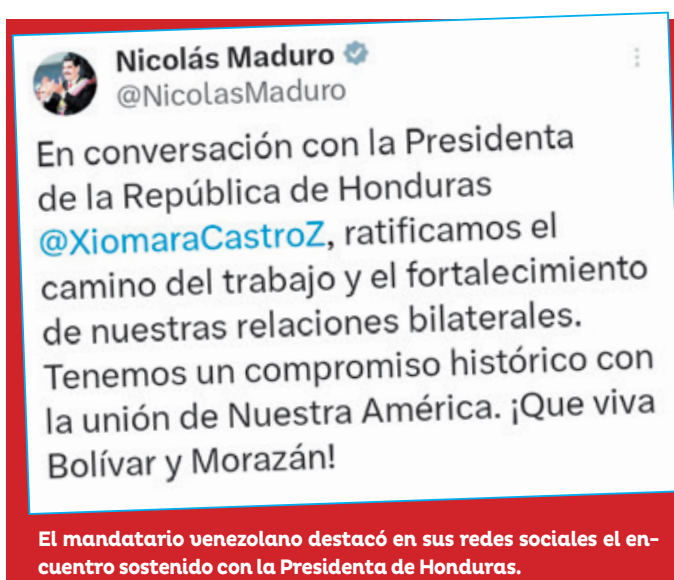 Nicolás Maduro
@NicolasMaduro
En conversación con la Presidenta
de la República de Honduras
@XiomaraCastroZ, ratificamos el
camino del trabajo y el fortalecimiento
de nuestras relaciones bilaterales.
Tenemos un compromiso histórico con
la unión de Nuestra América. ¡Que viva
Bolívar y Morazán!
El mandatario venezolano destacó en sus redes sociales el en-
cuentro sostenido con la Presidenta de Honduras.